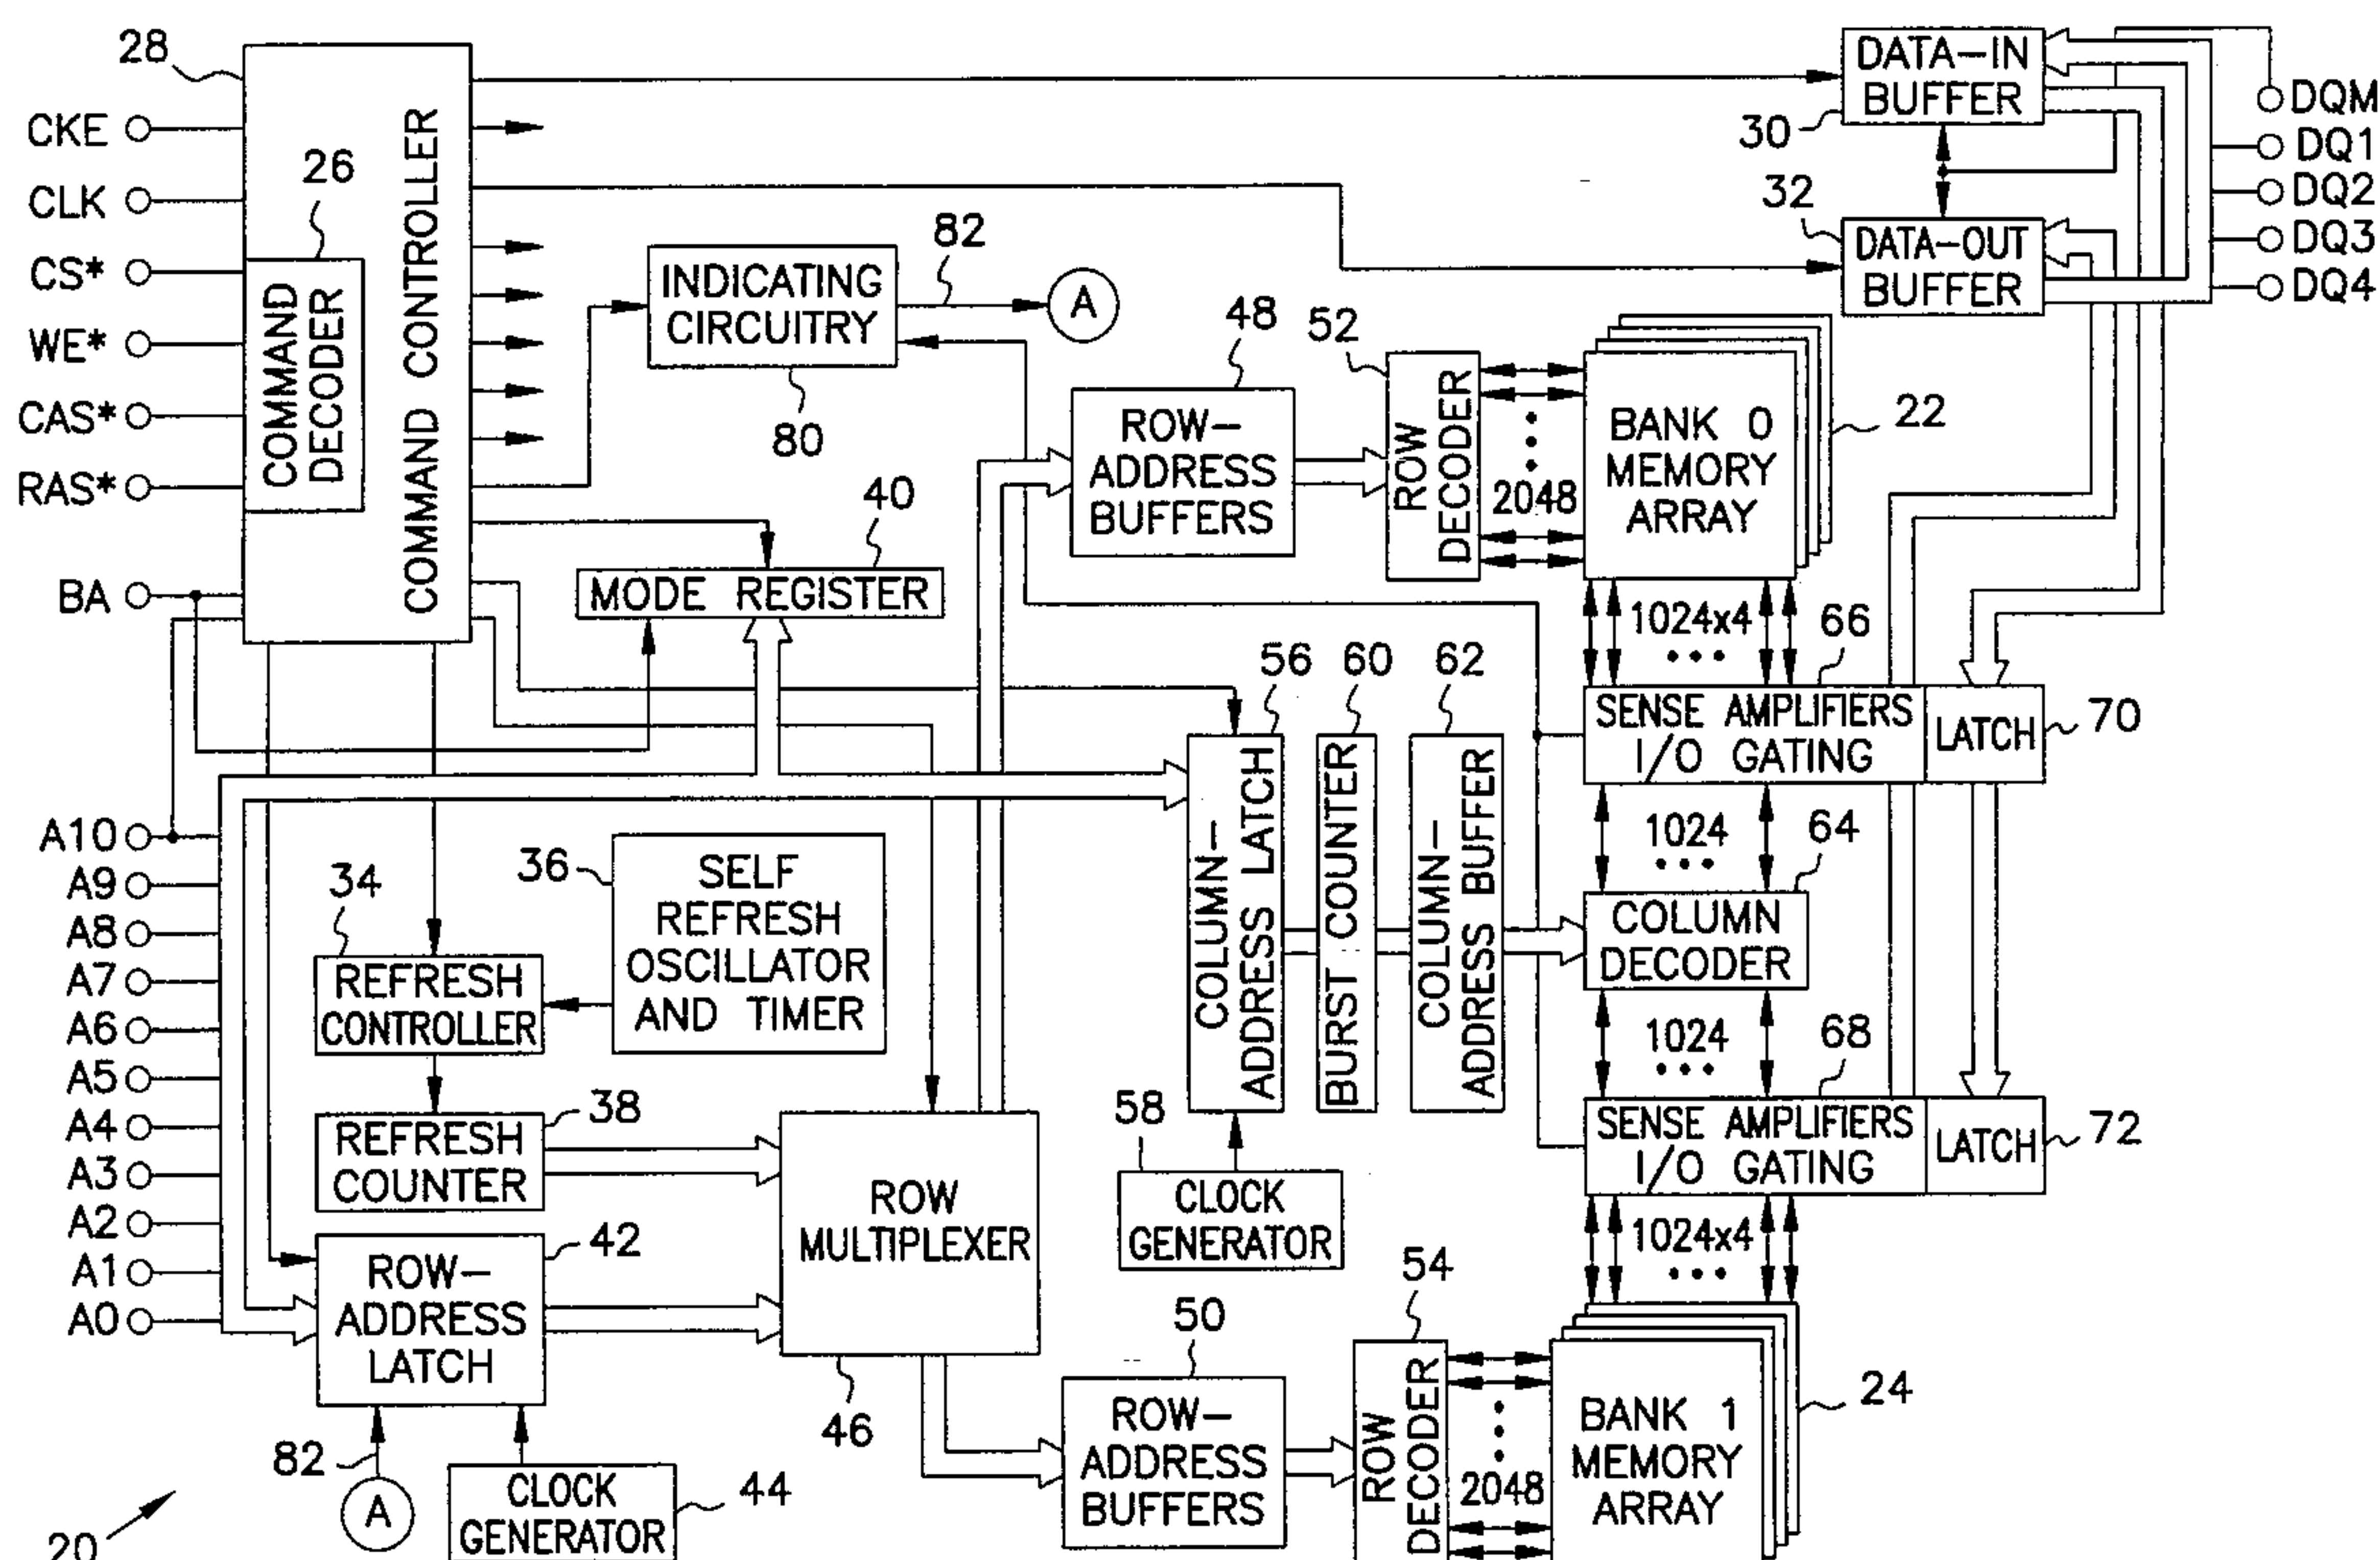 28
CKE
CLK
CS*
WE*
CAS*
RAS*
BA
26
COMMAND
DECODER
COMMAND CONTROLLER
INDICATING
CIRCUITRY
80
82
A
MODE REGISTER
40
DATA-IN
BUFFER
30
DATA-OUT
BUFFER
32
DQM
DQ1
DQ2
DQ3
DQ4
48
ROW-
ADDRESS
BUFFERS
52
ROW
DECODER
2048
BANK 0
MEMORY
ARRAY
22
1024x4
66
SENSE AMPLIFIERS
I/O GATING
LATCH
70
1024
64
COLUMN
DECODER
1024
68
SENSE AMPLIFIERS
I/O GATING
LATCH
72
1024x4
56
COLUMN-
ADDRESS LATCH
60
BURST COUNTER
62
COLUMN-
ADDRESS BUFFER
58
CLOCK
GENERATOR
A10
A9
A8
A7
A6
A5
A4
A3
A2
A1
A0
34
REFRESH
CONTROLLER
36
SELF
REFRESH
OSCILLATOR
AND TIMER
38
REFRESH
COUNTER
42
ROW-
ADDRESS
LATCH
ROW
MULTIPLEXER
46
82
A
CLOCK
GENERATOR
44
50
ROW-
ADDRESS
BUFFERS
54
ROW
DECODER
2048
BANK 1
MEMORY
ARRAY
24
20